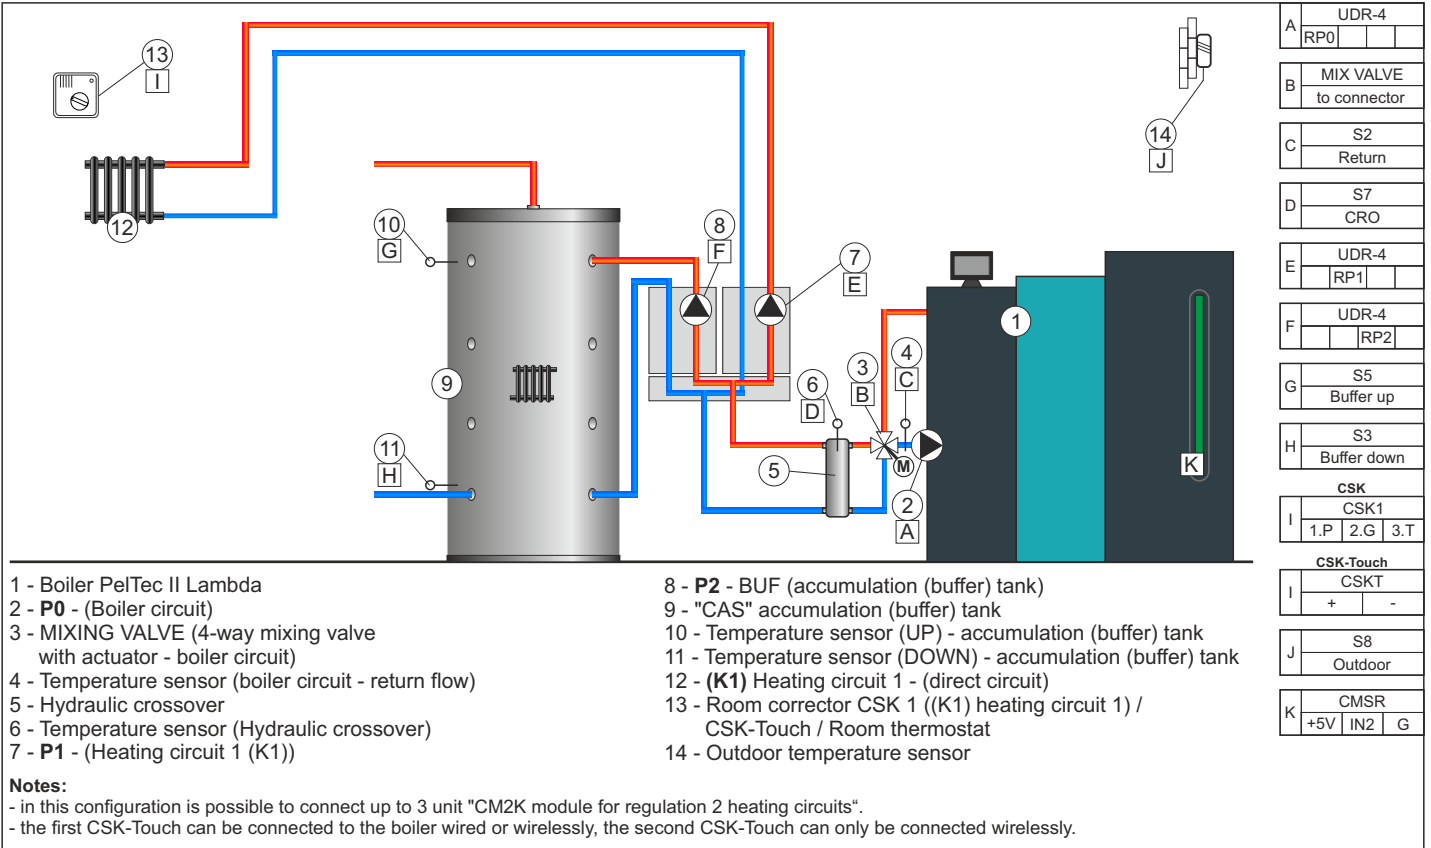 13
I
14
J
12
10
G
8
F
7
E
1
9
6
D
3
B
4
C
11
H
5
M
2
A
K
A
UDR-4
RP0
B
MIX VALVE
to connector
C
S2
Return
D
S7
CRO
E
UDR-4
RP1
F
UDR-4
RP2
G
S5
Buffer up
H
S3
Buffer down
CSK
I
CSK1
1.P 2.G 3.T
CSK-Touch
I
CSKT
+ -
J
S8
Outdoor
K
CMSR
+5V IN2 G
1 - Boiler PelTec II Lambda
2 - P0 - (Boiler circuit)
3 - MIXING VALVE (4-way mixing valve
with actuator - boiler circuit)
4 - Temperature sensor (boiler circuit - return flow)
5 - Hydraulic crossover
6 - Temperature sensor (Hydraulic crossover)
7 - P1 - (Heating circuit 1 (K1))
8 - P2 - BUF (accumulation (buffer) tank)
9 - "CAS" accumulation (buffer) tank
10 - Temperature sensor (UP) - accumulation (buffer) tank
11 - Temperature sensor (DOWN) - accumulation (buffer) tank
12 - (K1) Heating circuit 1 - (direct circuit)
13 - Room corrector CSK 1 ((K1) heating circuit 1) /
CSK-Touch / Room thermostat
14 - Outdoor temperature sensor
Notes:
- in this configuration is possible to connect up to 3 unit "CM2K module for regulation 2 heating circuits“.
- the first CSK-Touch can be connected to the boiler wired or wirelessly, the second CSK-Touch can only be connected wirelessly.